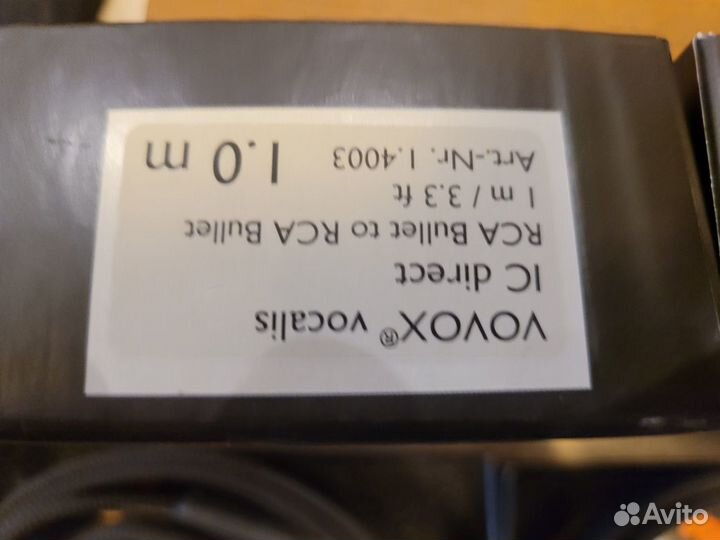 VOVOX® vocalis
IC direct
RCA Bullet to RCA Bullet
1 m / 3.3 ft
Art.-Nr. 1.4003 1.0 m
Avito